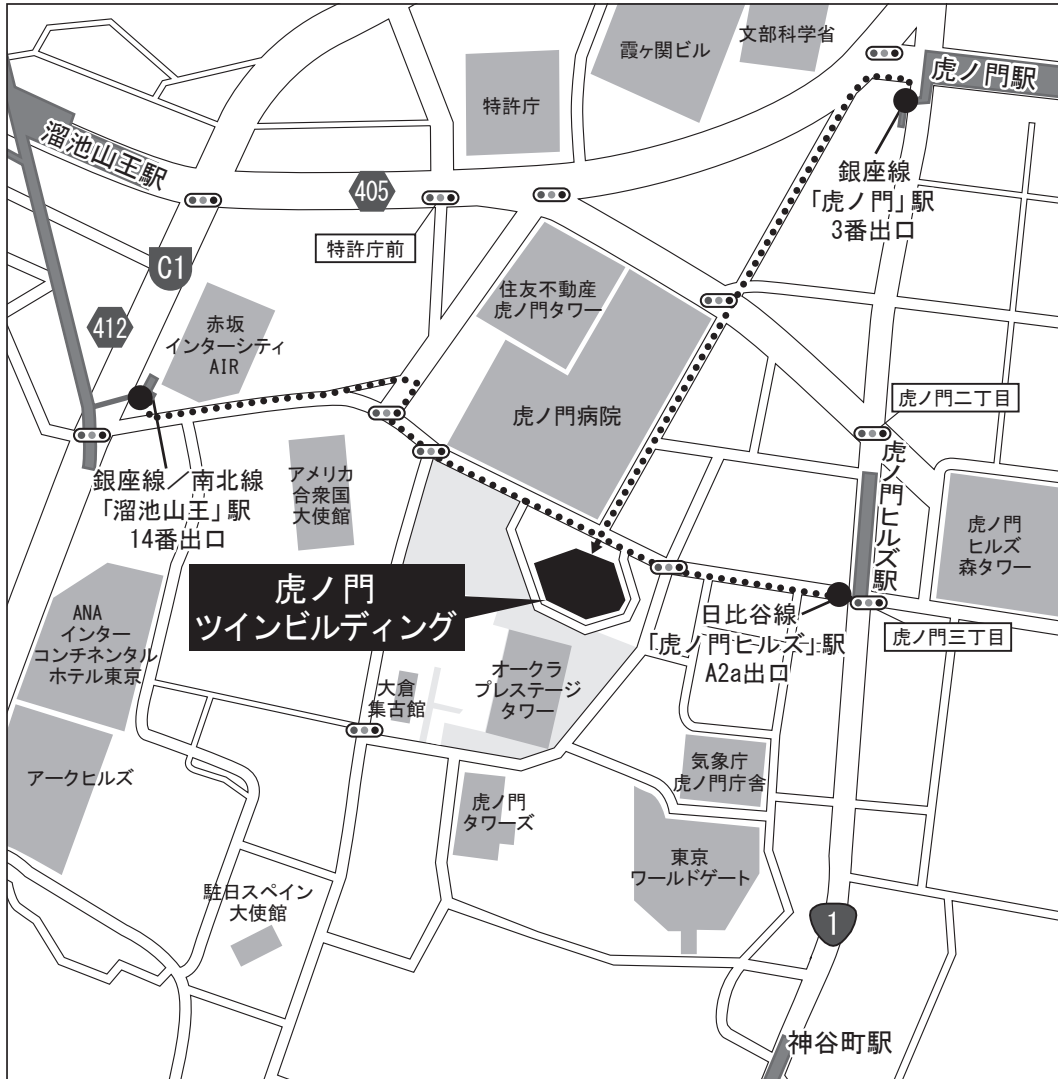 文部科学省
霞ヶ関ビル
虎ノ門駅
特許庁
溜池山王駅
405
銀座線
「虎ノ門」駅
3番出口
特許庁前
C1
住友不動産
虎ノ門タワー
412
赤坂
インターシティ
AIR
虎ノ門二丁目
虎ノ門病院
虎ノ門ヒルズ駅
銀座線／南北線
「溜池山王」駅
14番出口
アメリカ
合衆国
大使館
虎ノ門
ヒルズ
森タワー
虎ノ門
ツインビルディング
日比谷線
「虎ノ門ヒルズ」駅
A2a出口
虎ノ門三丁目
ANA
インター
コンチネンタル
ホテル東京
オークラ
プレステージ
タワー
大倉
集古館
気象庁
虎ノ門庁舎
アークヒルズ
虎ノ門
タワーズ
東京
ワールドゲート
駐日スペイン
大使館
1
神谷町駅